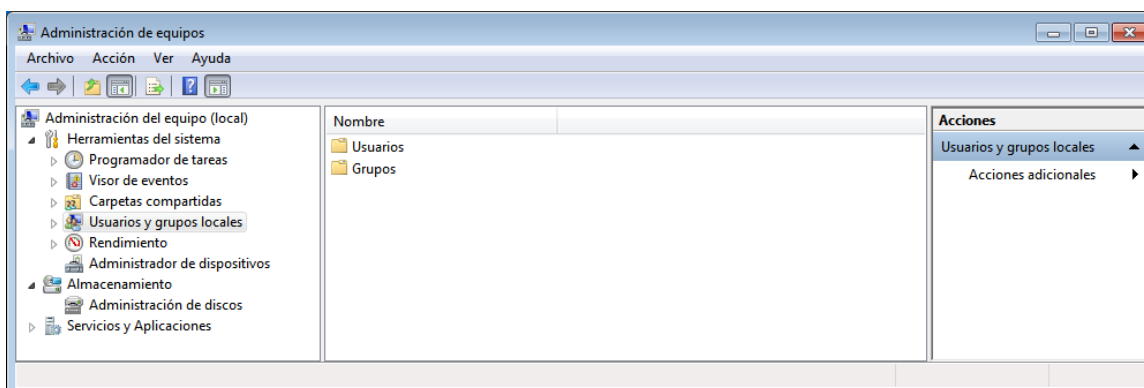 Administración de equipos
Archivo Acción Ver Ayuda
Administración del equipo (local)
Herramientas del sistema
Programador de tareas
Visor de eventos
Carpetas compartidas
Usuarios y grupos locales
Rendimiento
Administrador de dispositivos
Almacenamiento
Administración de discos
Servicios y Aplicaciones
Nombre
Usuarios
Grupos
Acciones
Usuarios y grupos locales
Acciones adicionales